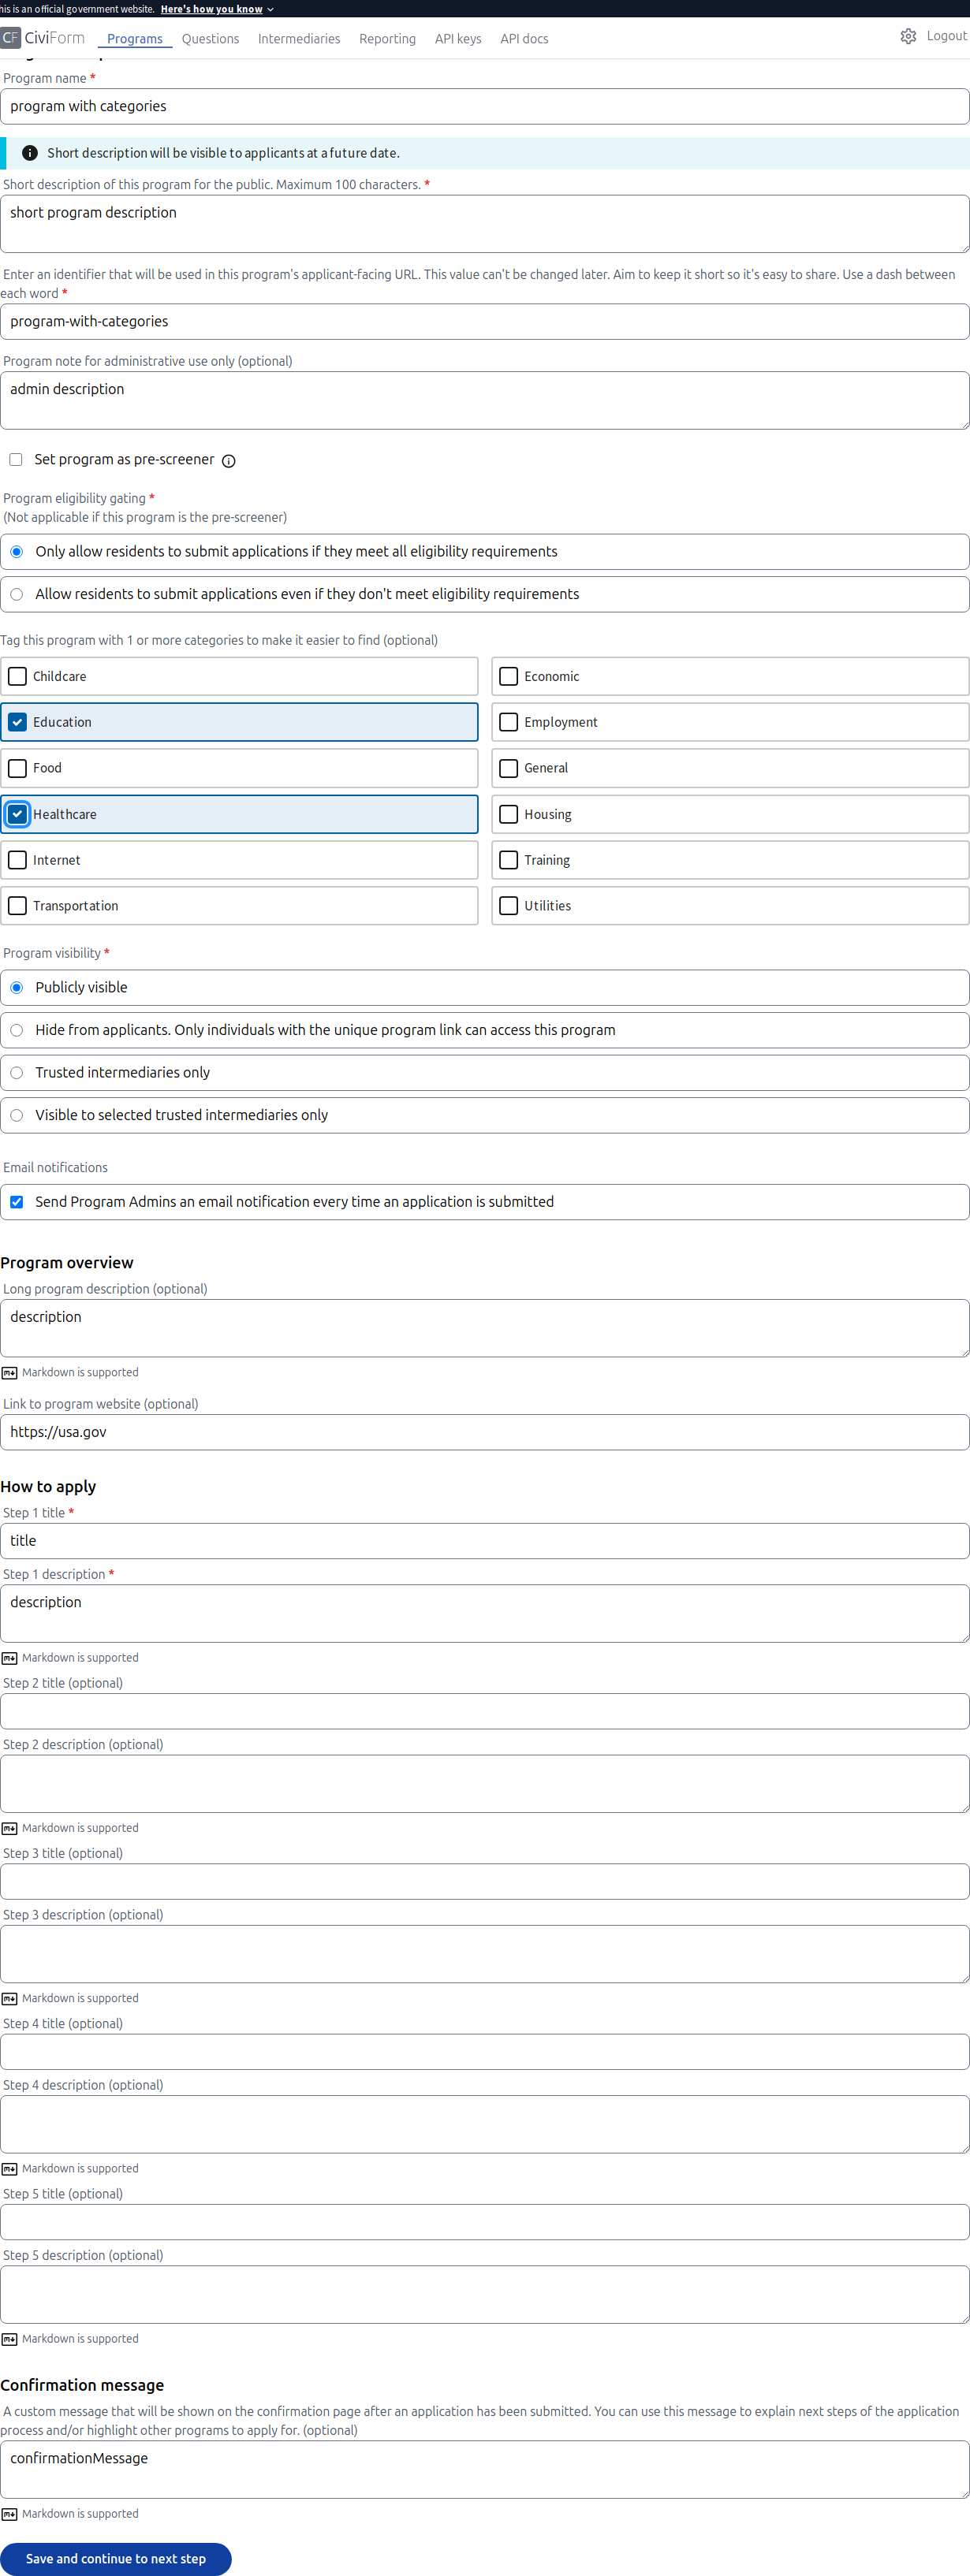 his is an official government website. Here's how you know
CF CiviForm Programs Questions Intermediaries Reporting API keys API docs Logout
Program name *
program with categories
Short description will be visible to applicants at a future date.
Short description of this program for the public. Maximum 100 characters. *
short program description
Enter an identifier that will be used in this program's applicant-facing URL. This value can't be changed later. Aim to keep it short so it's easy to share. Use a dash between
each word *
program-with-categories
Program note for administrative use only (optional)
admin description
Set program as pre-screener
Program eligibility gating *
(Not applicable if this program is the pre-screener)
Only allow residents to submit applications if they meet all eligibility requirements
Allow residents to submit applications even if they don't meet eligibility requirements
Tag this program with 1 or more categories to make it easier to find (optional)
Childcare Economic
Education Employment
Food General
Healthcare Housing
Internet Training
Transportation Utilities
Program visibility *
Publicly visible
Hide from applicants. Only individuals with the unique program link can access this program
Trusted intermediaries only
Visible to selected trusted intermediaries only
Email notifications
Send Program Admins an email notification every time an application is submitted
Program overview
Long program description (optional)
description
Markdown is supported
Link to program website (optional)
https://usa.gov
How to apply
Step 1 title *
title
Step 1 description *
description
Markdown is supported
Step 2 title (optional)
Step 2 description (optional)
Markdown is supported
Step 3 title (optional)
Step 3 description (optional)
Markdown is supported
Step 4 title (optional)
Step 4 description (optional)
Markdown is supported
Step 5 title (optional)
Step 5 description (optional)
Markdown is supported
Confirmation message
A custom message that will be shown on the confirmation page after an application has been submitted. You can use this message to explain next steps of the application
process and/or highlight other programs to apply for. (optional)
confirmationMessage
Markdown is supported
Save and continue to next step